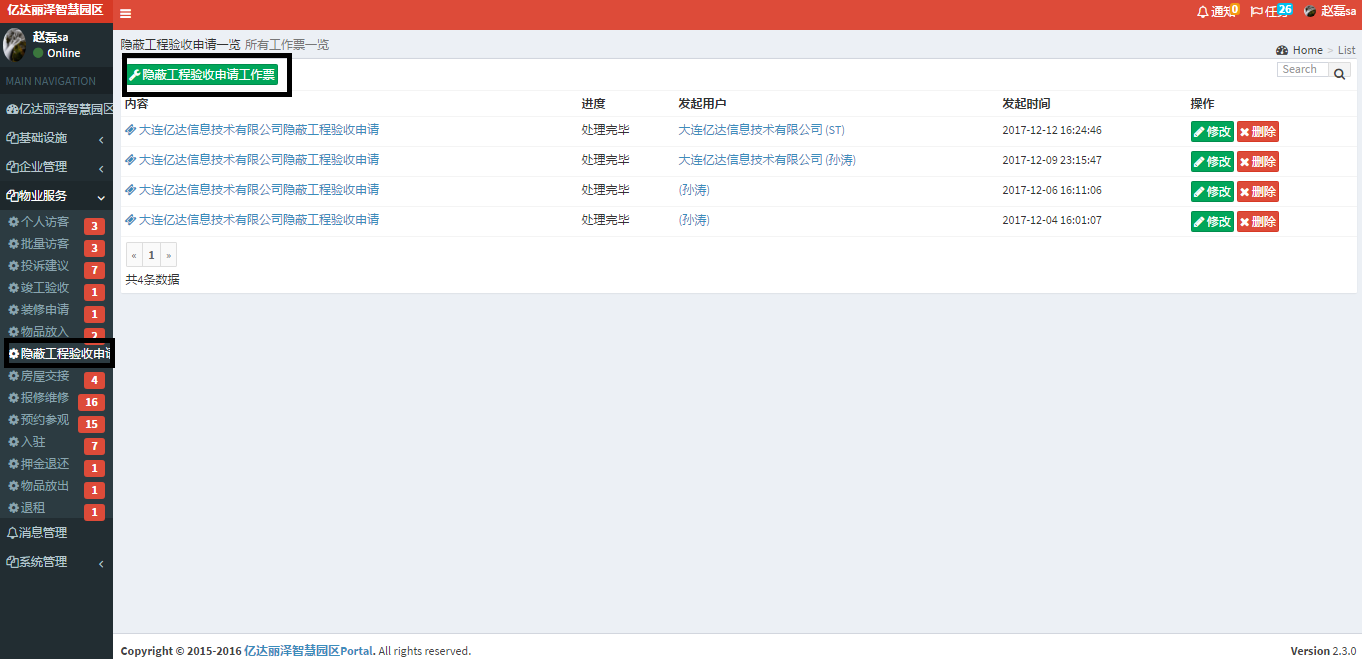 亿达丽泽智慧园区
通知 0 任务 26 赵磊sa
赵磊sa
Online
MAIN NAVIGATION
亿达丽泽智慧园区
基础设施
企业管理
物业服务
个人访客 3
批量访客 3
投诉建议 7
竣工验收 1
装修申请 1
物品放入 2
隐蔽工程验收申请
房屋交接 4
报修维修 16
预约参观 15
入驻 7
押金退还 1
物品放出 1
退租 1
消息管理
系统管理
隐蔽工程验收申请一览 所有工作票一览
Home > List
隐蔽工程验收申请工作票
Search
内容 进度 发起用户 发起时间 操作
大连亿达信息技术有限公司隐蔽工程验收申请 处理完毕 大连亿达信息技术有限公司 (ST) 2017-12-12 16:24:46 修改 删除
大连亿达信息技术有限公司隐蔽工程验收申请 处理完毕 大连亿达信息技术有限公司 (孙涛) 2017-12-09 23:15:47 修改 删除
大连亿达信息技术有限公司隐蔽工程验收申请 处理完毕 (孙涛) 2017-12-06 16:11:06 修改 删除
大连亿达信息技术有限公司隐蔽工程验收申请 处理完毕 (孙涛) 2017-12-04 16:01:07 修改 删除
« 1 »
共4条数据
Copyright © 2015-2016 亿达丽泽智慧园区Portal. All rights reserved.
Version 2.3.0